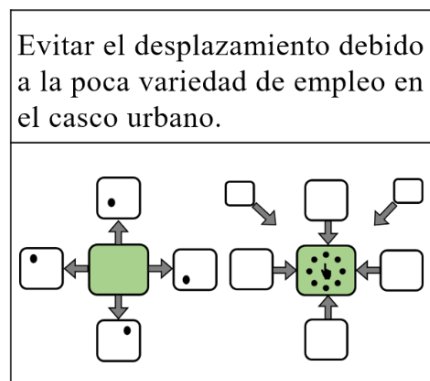 Evitar el desplazamiento debido
a la poca variedad de empleo en
el casco urbano.